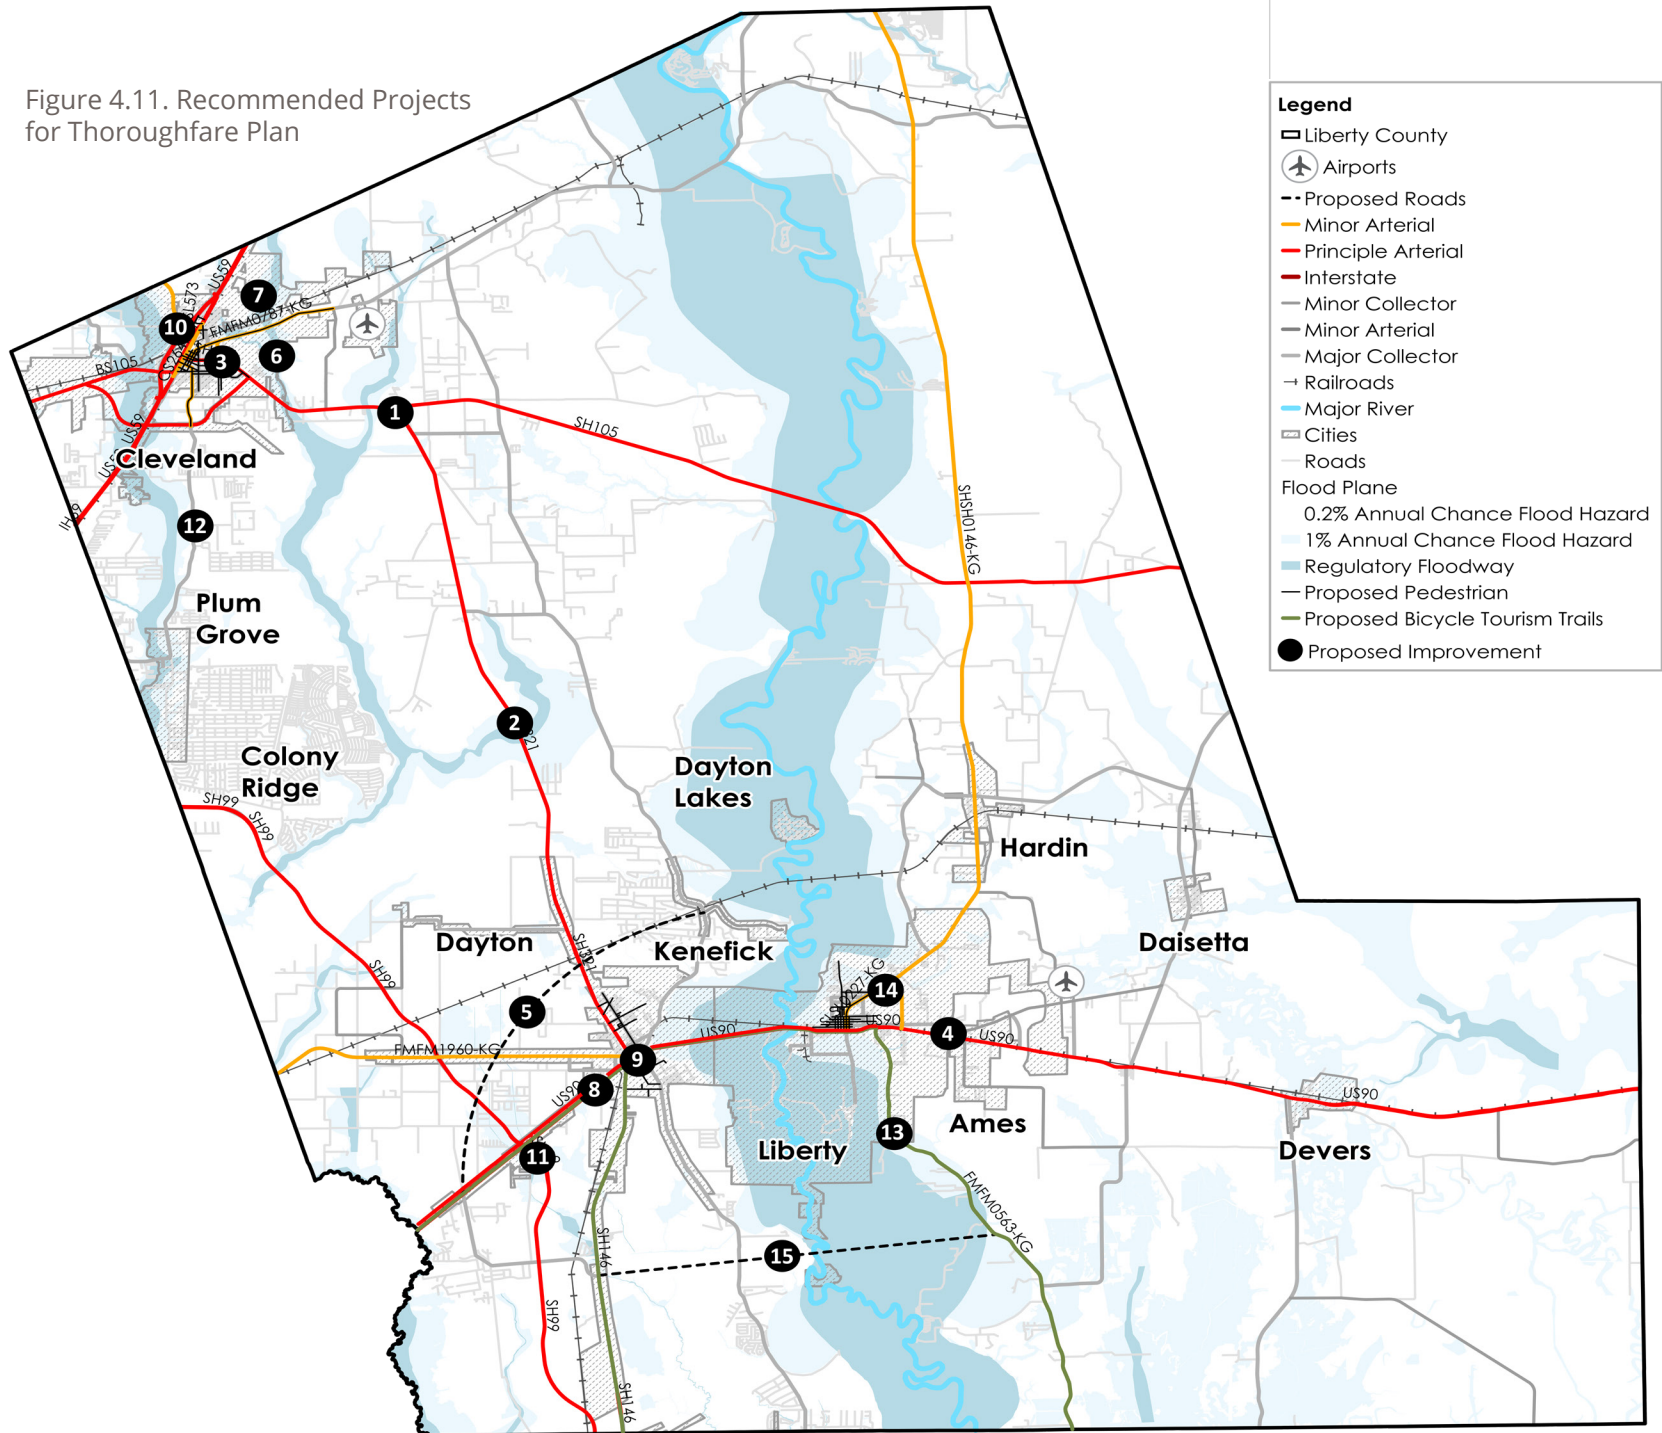 Figure 4.11. Recommended Projects
for Thoroughfare Plan
Legend
Liberty County
Airports
Proposed Roads
Minor Arterial
Principle Arterial
Interstate
Minor Collector
Minor Arterial
Major Collector
Railroads
Major River
Cities
Roads
Flood Plane
0.2% Annual Chance Flood Hazard
1% Annual Chance Flood Hazard
Regulatory Floodway
Proposed Pedestrian
Proposed Bicycle Tourism Trails
Proposed Improvement
US59
7
10
FMFM0787-KG
3
6
BS105
1
SH105
US59
Cleveland
IH69
SHSH0146-KG
12
Plum
Grove
2
Colony
Ridge
Dayton
Lakes
SH99
SH99
Hardin
Dayton
Kenefick
Daisetta
SH321
SH99
14
5
US90
US90
4
US90
FMFM1960-KG
9
8
US90
US90
13
Ames
11
Liberty
Devers
FMFM0563-KG
SH146
15
SH99
SH146